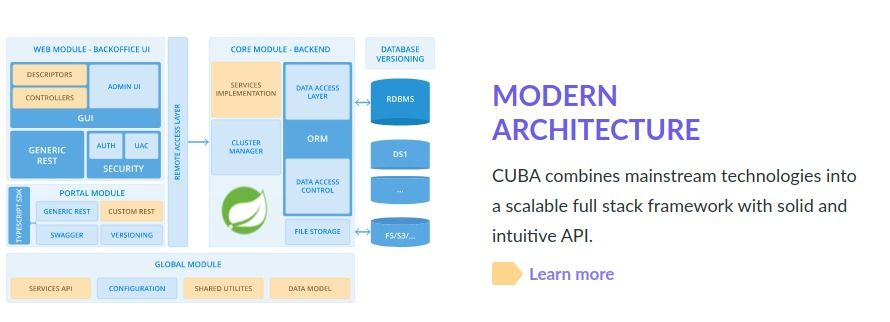 WEB MODULE - BACKOFFICE UI
DESCRIPTORS
CONTROLLERS
ADMIN UI
GUI
GENERIC
REST
AUTH
UAC
SECURITY
PORTAL MODULE
TYPESCRIPT SDK
GENERIC REST
CUSTOM REST
SWAGGER
VERSIONING
REMOTE ACCESS LAYER
CORE MODULE - BACKEND
SERVICES
IMPLEMENTATION
CLUSTER
MANAGER
DATA ACCESS
LAYER
ORM
DATA ACCESS
CONTROL
FILE STORAGE
DATABASE
VERSIONING
RDBMS
DS1
...
FS/S3/...
GLOBAL MODULE
SERVICES API
CONFIGURATION
SHARED UTILITES
DATA MODEL
MODERN
ARCHITECTURE
CUBA combines mainstream technologies into
a scalable full stack framework with solid and
intuitive API.
Learn more